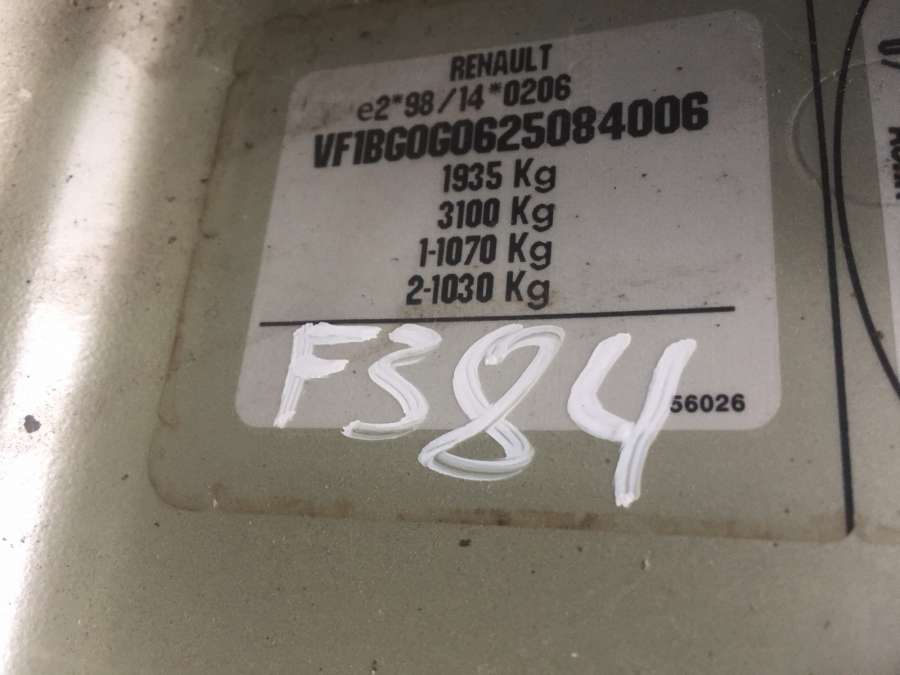 RENAULT
e2*98/14*0206
VF1BG0G0625084006
1935 Kg
3100 Kg
1-1070 Kg
2-1030 Kg
F384
56026